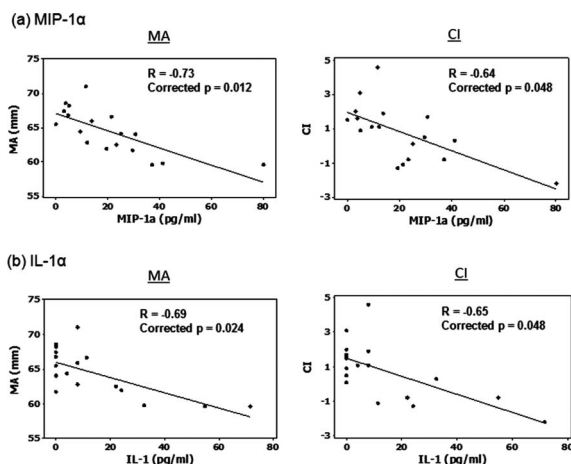 (a) MIP-1α
MA
R = -0.73
Corrected p = 0.012
75
70
65
60
55
MA (mm)
0 20 40 60 80
MIP-1a (pg/ml)
CI
R = -0.64
Corrected p = 0.048
5
3
1
-1
-3
CI
0 20 40 60 80
MIP-1a (pg/ml)
(b) IL-1α
MA
R = -0.69
Corrected p = 0.024
75
70
65
60
55
MA (mm)
0 20 40 60 80
IL-1 (pg/ml)
CI
R = -0.65
Corrected p = 0.048
5
3
1
-1
-3
CI
0 20 40 60 80
IL-1 (pg/ml)